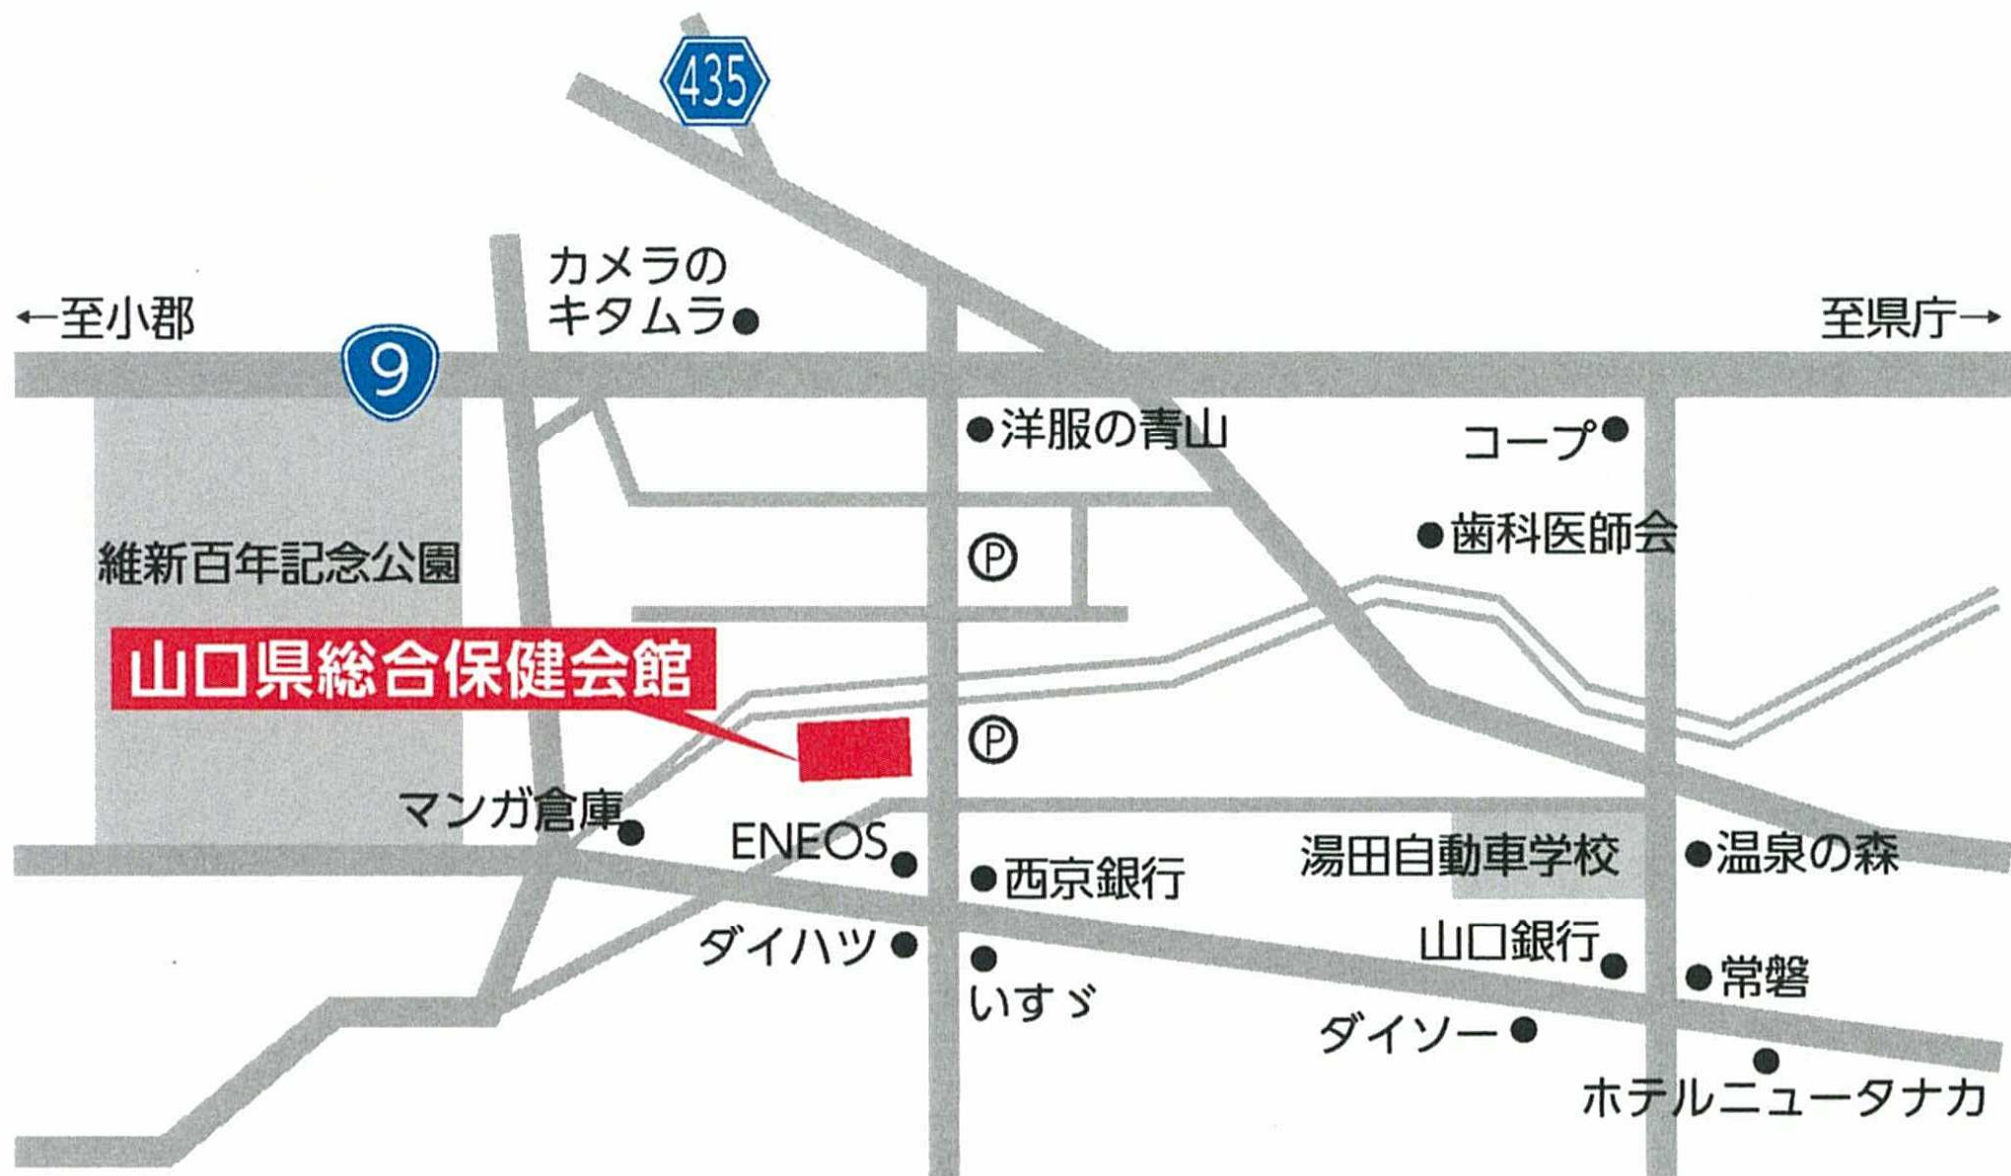 435
カメラの
キタムラ
←至小郡
至県庁→
9
洋服の青山
コープ
歯科医師会
維新百年記念公園
P
山口県総合保健会館
P
マンガ倉庫
ENEOS
西京銀行
湯田自動車学校
温泉の森
ダイハツ
いすゞ
山口銀行
常磐
ダイソー
ホテルニュータナカ